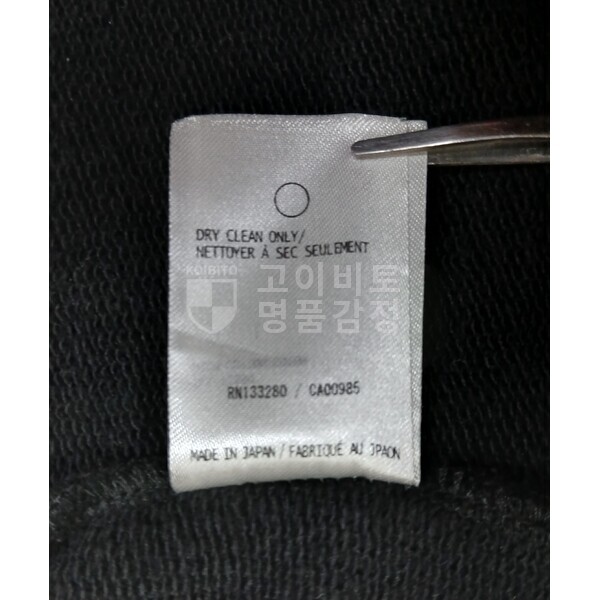 DRY CLEAN ONLY/
NETTOYER À SEC SEULEMENT
KOIBITO
고이비토
명품감정
RN133280 / CA00985
MADE IN JAPAN / FABRIQUÉ AU JPAON